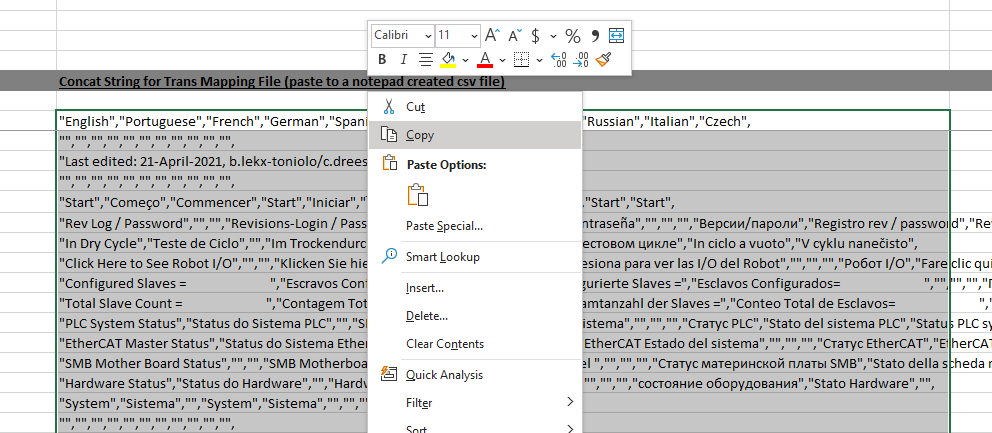 Calibri 11 A^ A˅ $ % 9
B I A ←0 .00 .00 →0
Concat String for Trans Mapping File (paste to a notepad created csv file)
Cut
"English","Portuguese","French","German","Spani Russian","Italian","Czech",
Copy
"","","","","","","","","","","",
Paste Options:
"Last edited: 21-April-2021, b.lekx-toniolo/c.drees
"","","","","","","","","","","",
"Start","Começo","Commencer","Start","Iniciar"," "Start","Start",
Paste Special...
"Rev Log / Password","","","Revisions-Login / Pass ntraseña","","","","Версии/пароли","Registro rev / password","Rev
"In Dry Cycle","Teste de Ciclo","","Im Trockendurc естовом цикле","In ciclo a vuoto","V cyklu nanečisto",
Smart Lookup
"Click Here to See Robot I/O","","","Klicken Sie hie esiona para ver las I/O del Robot","","","","Робот I/O","Fare clic qui
Insert...
"Configured Slaves = ","Escravos Conf gurierte Slaves =","Esclavos Configurados= ","","","",
"Total Slave Count = ","Contagem Tot amtanzahl der Slaves =","Conteo Total de Esclavos= ","
Delete...
"PLC System Status","Status do Sistema PLC","","S istema","","","","Статус PLC","Stato del sistema PLC","Status PLC sy
"EtherCAT Master Status","Status do Sistema Ether EtherCAT Estado del sistema","","","","Статус EtherCAT","EtherCAT
Clear Contents
"SMB Mother Board Status","","","SMB Motherboa el ","","","","Статус материнской платы SMB","Stato della scheda
Quick Analysis
"Hardware Status","Status do Hardware","","Hardw "","","","состояние оборудования","Stato Hardware","",
Filter
"System","Sistema","","System","Sistema","","",""
"","","","","","","","","","","",
Sort